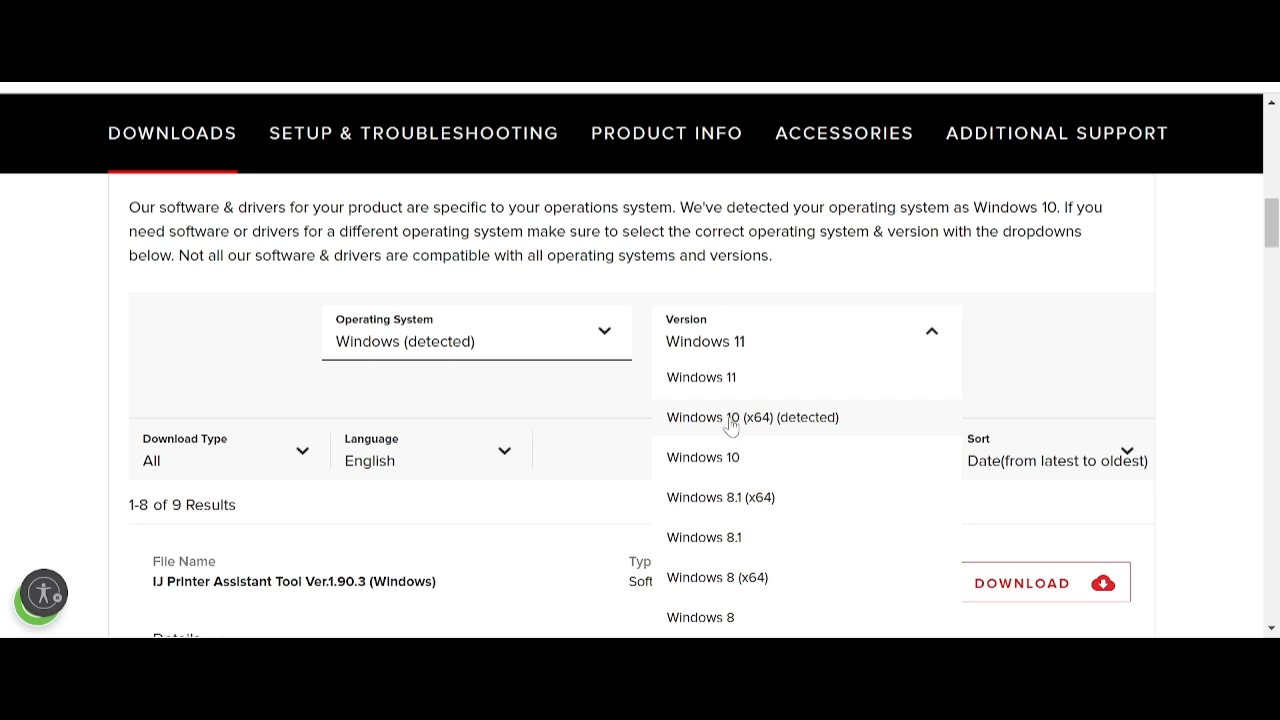 DOWNLOADS SETUP & TROUBLESHOOTING PRODUCT INFO ACCESSORIES ADDITIONAL SUPPORT
Our software & drivers for your product are specific to your operations system. We've detected your operating system as Windows 10. If you
need software or drivers for a different operating system make sure to select the correct operating system & version with the dropdowns
below. Not all our software & drivers are compatible with all operating systems and versions.
Operating System
Windows (detected)
Version
Windows 11
Windows 11
Windows 10 (x64) (detected)
Windows 10
Windows 8.1 (x64)
Windows 8.1
Windows 8 (x64)
Windows 8
Download Type
All
Language
English
Sort
Date(from latest to oldest)
1-8 of 9 Results
File Name
IJ Printer Assistant Tool Ver.1.90.3 (Windows)
Typ
Soft
DOWNLOAD